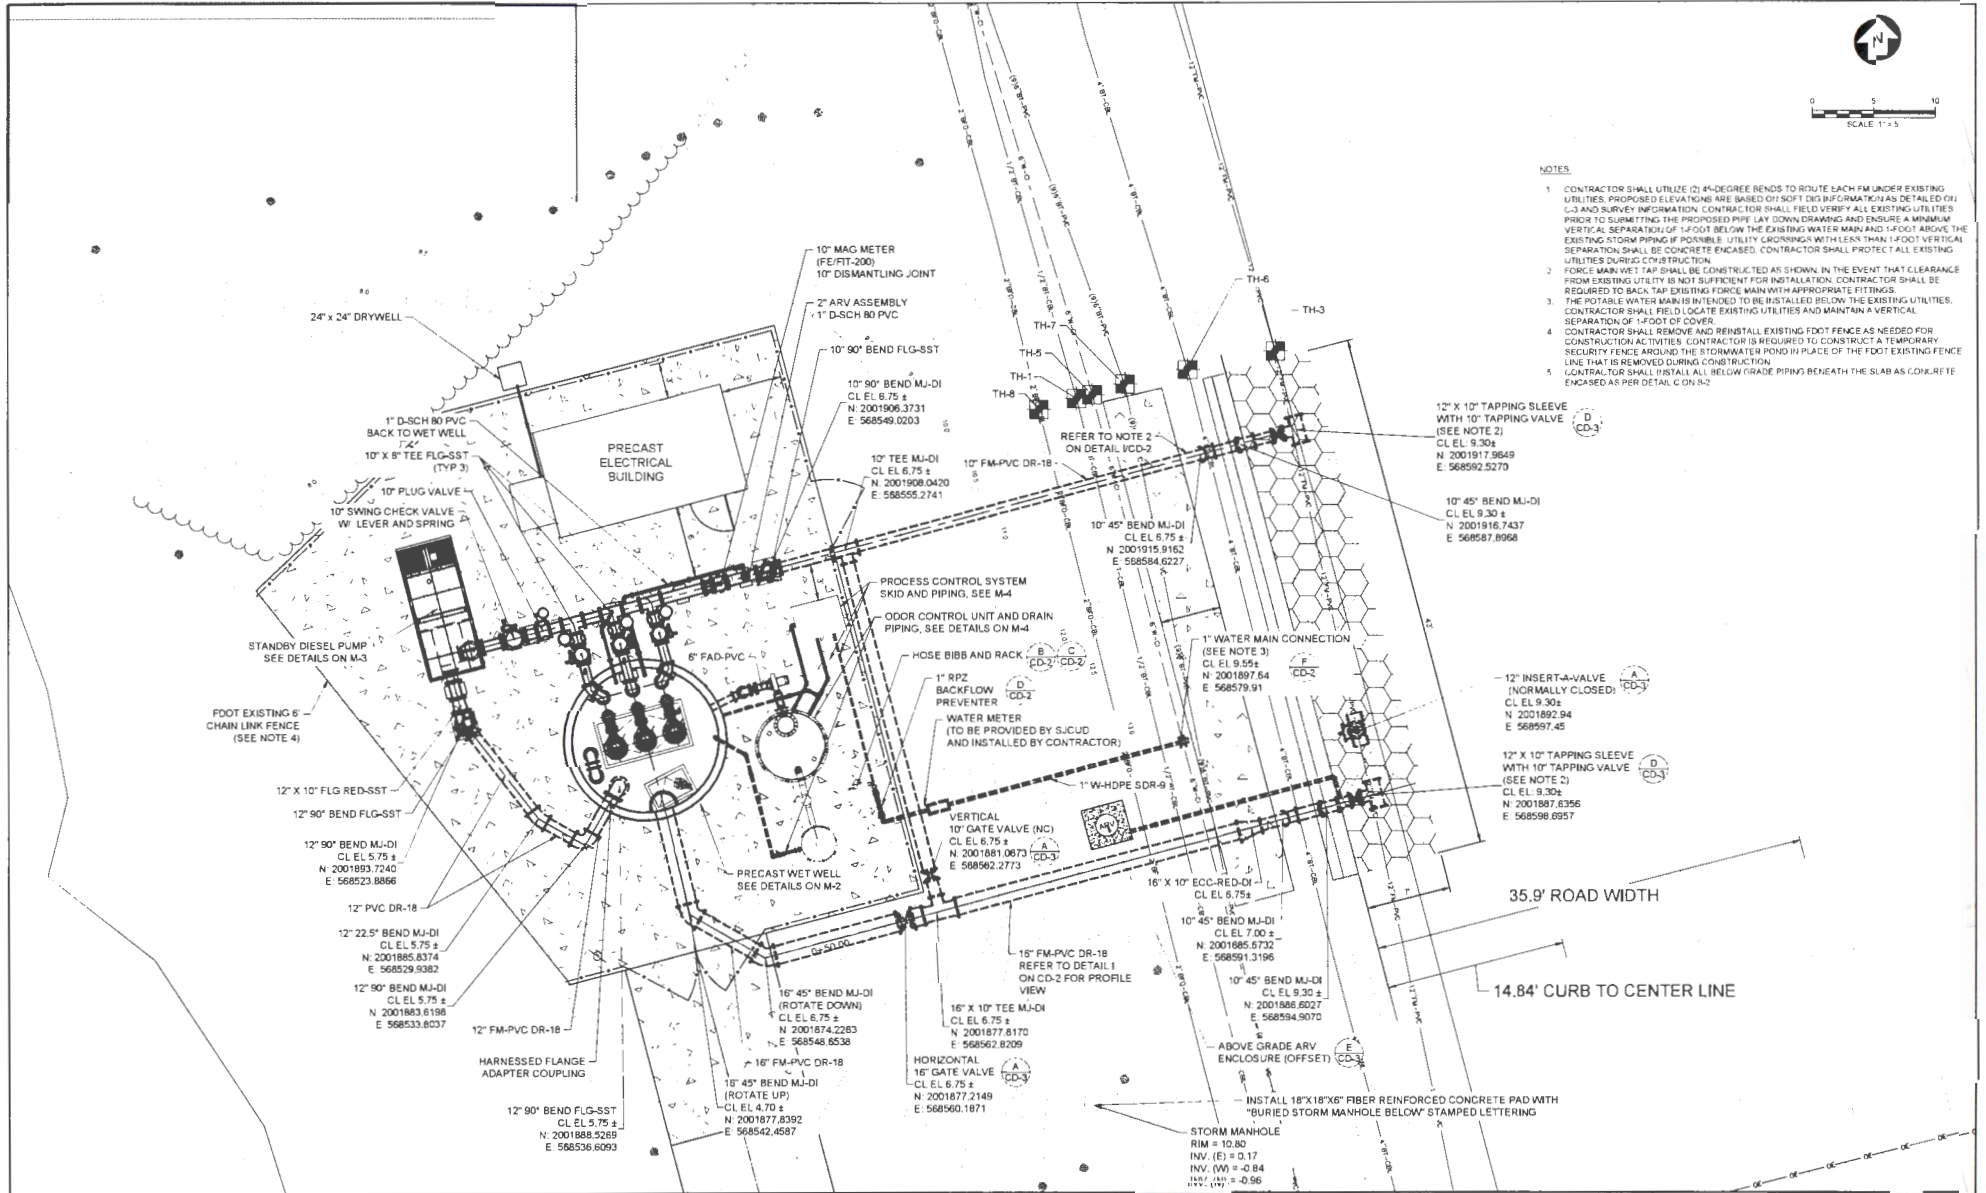 N
0 5 10
SCALE 1" = 5
NOTES
1 CONTRACTOR SHALL UTILIZE (2) 45-DEGREE BENDS TO ROUTE EACH FM UNDER EXISTING
UTILITIES, PROPOSED ELEVATIONS ARE BASED ON SOFT DIG INFORMATION AS DETAILED ON
C-3 AND SURVEY INFORMATION. CONTRACTOR SHALL FIELD VERIFY ALL EXISTING UTILITIES
PRIOR TO SUBMITTING THE PROPOSED PIPE LAY DOWN DRAWING AND ENSURE A MINIMUM
VERTICAL SEPARATION OF 1-FOOT BELOW THE EXISTING WATER MAIN AND 1-FOOT ABOVE THE
EXISTING STORM PIPING IF POSSIBLE. UTILITY CROSSINGS WITH LESS THAN 1-FOOT VERTICAL
SEPARATION SHALL BE CONCRETE ENCASED. CONTRACTOR SHALL PROTECT ALL EXISTING
UTILITIES DURING CONSTRUCTION.
2 FORCE MAIN WET TAP SHALL BE CONSTRUCTED AS SHOWN. IN THE EVENT THAT CLEARANCE
FROM EXISTING UTILITY IS NOT SUFFICIENT FOR INSTALLATION, CONTRACTOR SHALL BE
REQUIRED TO BACK TAP EXISTING FORCE MAIN WITH APPROPRIATE FITTINGS.
3. THE POTABLE WATER MAIN IS INTENDED TO BE INSTALLED BELOW THE EXISTING UTILITIES.
CONTRACTOR SHALL FIELD LOCATE EXISTING UTILITIES AND MAINTAIN A VERTICAL
SEPARATION OF 1-FOOT OF COVER.
4 CONTRACTOR SHALL REMOVE AND REINSTALL EXISTING FDOT FENCE AS NEEDED FOR
CONSTRUCTION ACTIVITIES. CONTRACTOR IS REQUIRED TO CONSTRUCT A TEMPORARY
SECURITY FENCE AROUND THE STORMWATER POND IN PLACE OF THE FDOT EXISTING FENCE
LINE THAT IS REMOVED DURING CONSTRUCTION
5 CONTRACTOR SHALL INSTALL ALL BELOW GRADE PIPING BENEATH THE SLAB AS CONCRETE
ENCASED AS PER DETAIL C ON S-2
10" MAG METER
(FE/FIT-200)
10" DISMANTLING JOINT
2" ARV ASSEMBLY
1" D-SCH 80 PVC
10" 90° BEND FLG-SST
10" 90° BEND MJ-DI
CL EL 6.75 ±
N: 2001906.3731
E: 568549.0203
10" TEE MJ-DI
CL EL 6.75 ±
N: 2001908.0420
E: 568555.2741
24" x 24" DRYWELL
1" D-SCH 80 PVC
BACK TO WET WELL
10" X 8" TEE FLG-SST
(TYP 3)
10" PLUG VALVE
10" SWING CHECK VALVE
W/ LEVER AND SPRING
PRECAST
ELECTRICAL
BUILDING
TH-6
TH-3
TH-7
TH-5
TH-1
TH-8
REFER TO NOTE 2
ON DETAIL I/CD-2
10" FM-PVC DR-18
10" 45° BEND MJ-DI
CL EL 6.75 ±
N: 2001915.9162
E: 568584.6227
12" X 10" TAPPING SLEEVE
WITH 10" TAPPING VALVE
(SEE NOTE 2)
CL EL: 9.30±
N: 2001917.9649
E: 568592.5270
D
CD-3
10" 45° BEND MJ-DI
CL EL 9.30 ±
N 2001916.7437
E 568587.8968
PROCESS CONTROL SYSTEM
SKID AND PIPING, SEE M-4
ODOR CONTROL UNIT AND DRAIN
PIPING, SEE DETAILS ON M-4
HOSE BIBB AND RACK
B
CD-2
C
CD-2
1" RPZ
BACKFLOW
PREVENTER
D
CD-2
WATER METER
(TO BE PROVIDED BY SJCUD
AND INSTALLED BY CONTRACTOR)
1" WATER MAIN CONNECTION
(SEE NOTE 3)
CL EL 9.55±
N: 2001897.64
E: 568579.91
F
CD-2
1" W-HDPE SDR-9
ARV
6" FAD-PVC
STANDBY DIESEL PUMP
SEE DETAILS ON M-3
FDOT EXISTING 6'
CHAIN LINK FENCE
(SEE NOTE 4)
12" X 10" FLG RED-SST
12" 90° BEND FLG-SST
12" 90° BEND MJ-DI
CL EL 5.75 ±
N: 2001893.7240
E: 568523.8866
12" PVC DR-18
12" 22.5° BEND MJ-DI
CL EL 5.75 ±
N: 2001885.8374
E: 568529.9382
12" 90° BEND MJ-DI
CL EL 5.75 ±
N 2001883.6198
E 568533.8037
12" FM-PVC DR-18
HARNESSED FLANGE
ADAPTER COUPLING
12" 90° BEND FLG-SST
CL EL 5.75 ±
N: 2001888.5269
E: 568536.6093
PRECAST WET WELL
SEE DETAILS ON M-2
VERTICAL
10" GATE VALVE (NC)
CL EL 6.75 ±
N: 2001881.0673
E 568562.2773
A
CD-3
0+50.00
16" 45° BEND MJ-DI
(ROTATE DOWN)
CL EL 6.75 ±
N 2001874.2263
E: 568548.6538
16" FM-PVC DR-18
16" 45° BEND MJ-DI
(ROTATE UP)
CL EL 4.70 ±
N: 2001877.8392
E: 568542.4587
16" FM-PVC DR-18
REFER TO DETAIL I
ON CD-2 FOR PROFILE
VIEW
16" X 10" TEE MJ-DI
CL EL 6.75 ±
N: 2001877.8170
E: 568562.8209
HORIZONTAL
16" GATE VALVE
CL EL 6.75 ±
N: 2001877.2149
E: 568560.1871
A
CD-3
16" X 10" ECC-RED-DI
CL EL 6.75±
10" 45° BEND MJ-DI
CL EL 7.00 ±
N: 2001885.6732
E: 568591.3196
10" 45° BEND MJ-DI
CL EL 9.30 ±
N: 2001886.6027
E: 568594.9070
ABOVE GRADE ARV
ENCLOSURE (OFFSET)
E
CD-3
12" INSERT-A-VALVE
(NORMALLY CLOSED)
CL EL 9.30±
N 2001892.94
E 568597.45
A
CD-3
12" X 10" TAPPING SLEEVE
WITH 10" TAPPING VALVE
(SEE NOTE 2)
CL EL: 9.30±
N: 2001887.6356
E: 568598.6957
D
CD-3
43'
7'
35.9' ROAD WIDTH
14.84' CURB TO CENTER LINE
INSTALL 18"X18"X6" FIBER REINFORCED CONCRETE PAD WITH
"BURIED STORM MANHOLE BELOW" STAMPED LETTERING
STORM MANHOLE
RIM = 10.80
INV. (E) = 0.17
INV. (W) = -0.84
INV. (N) = -0.96